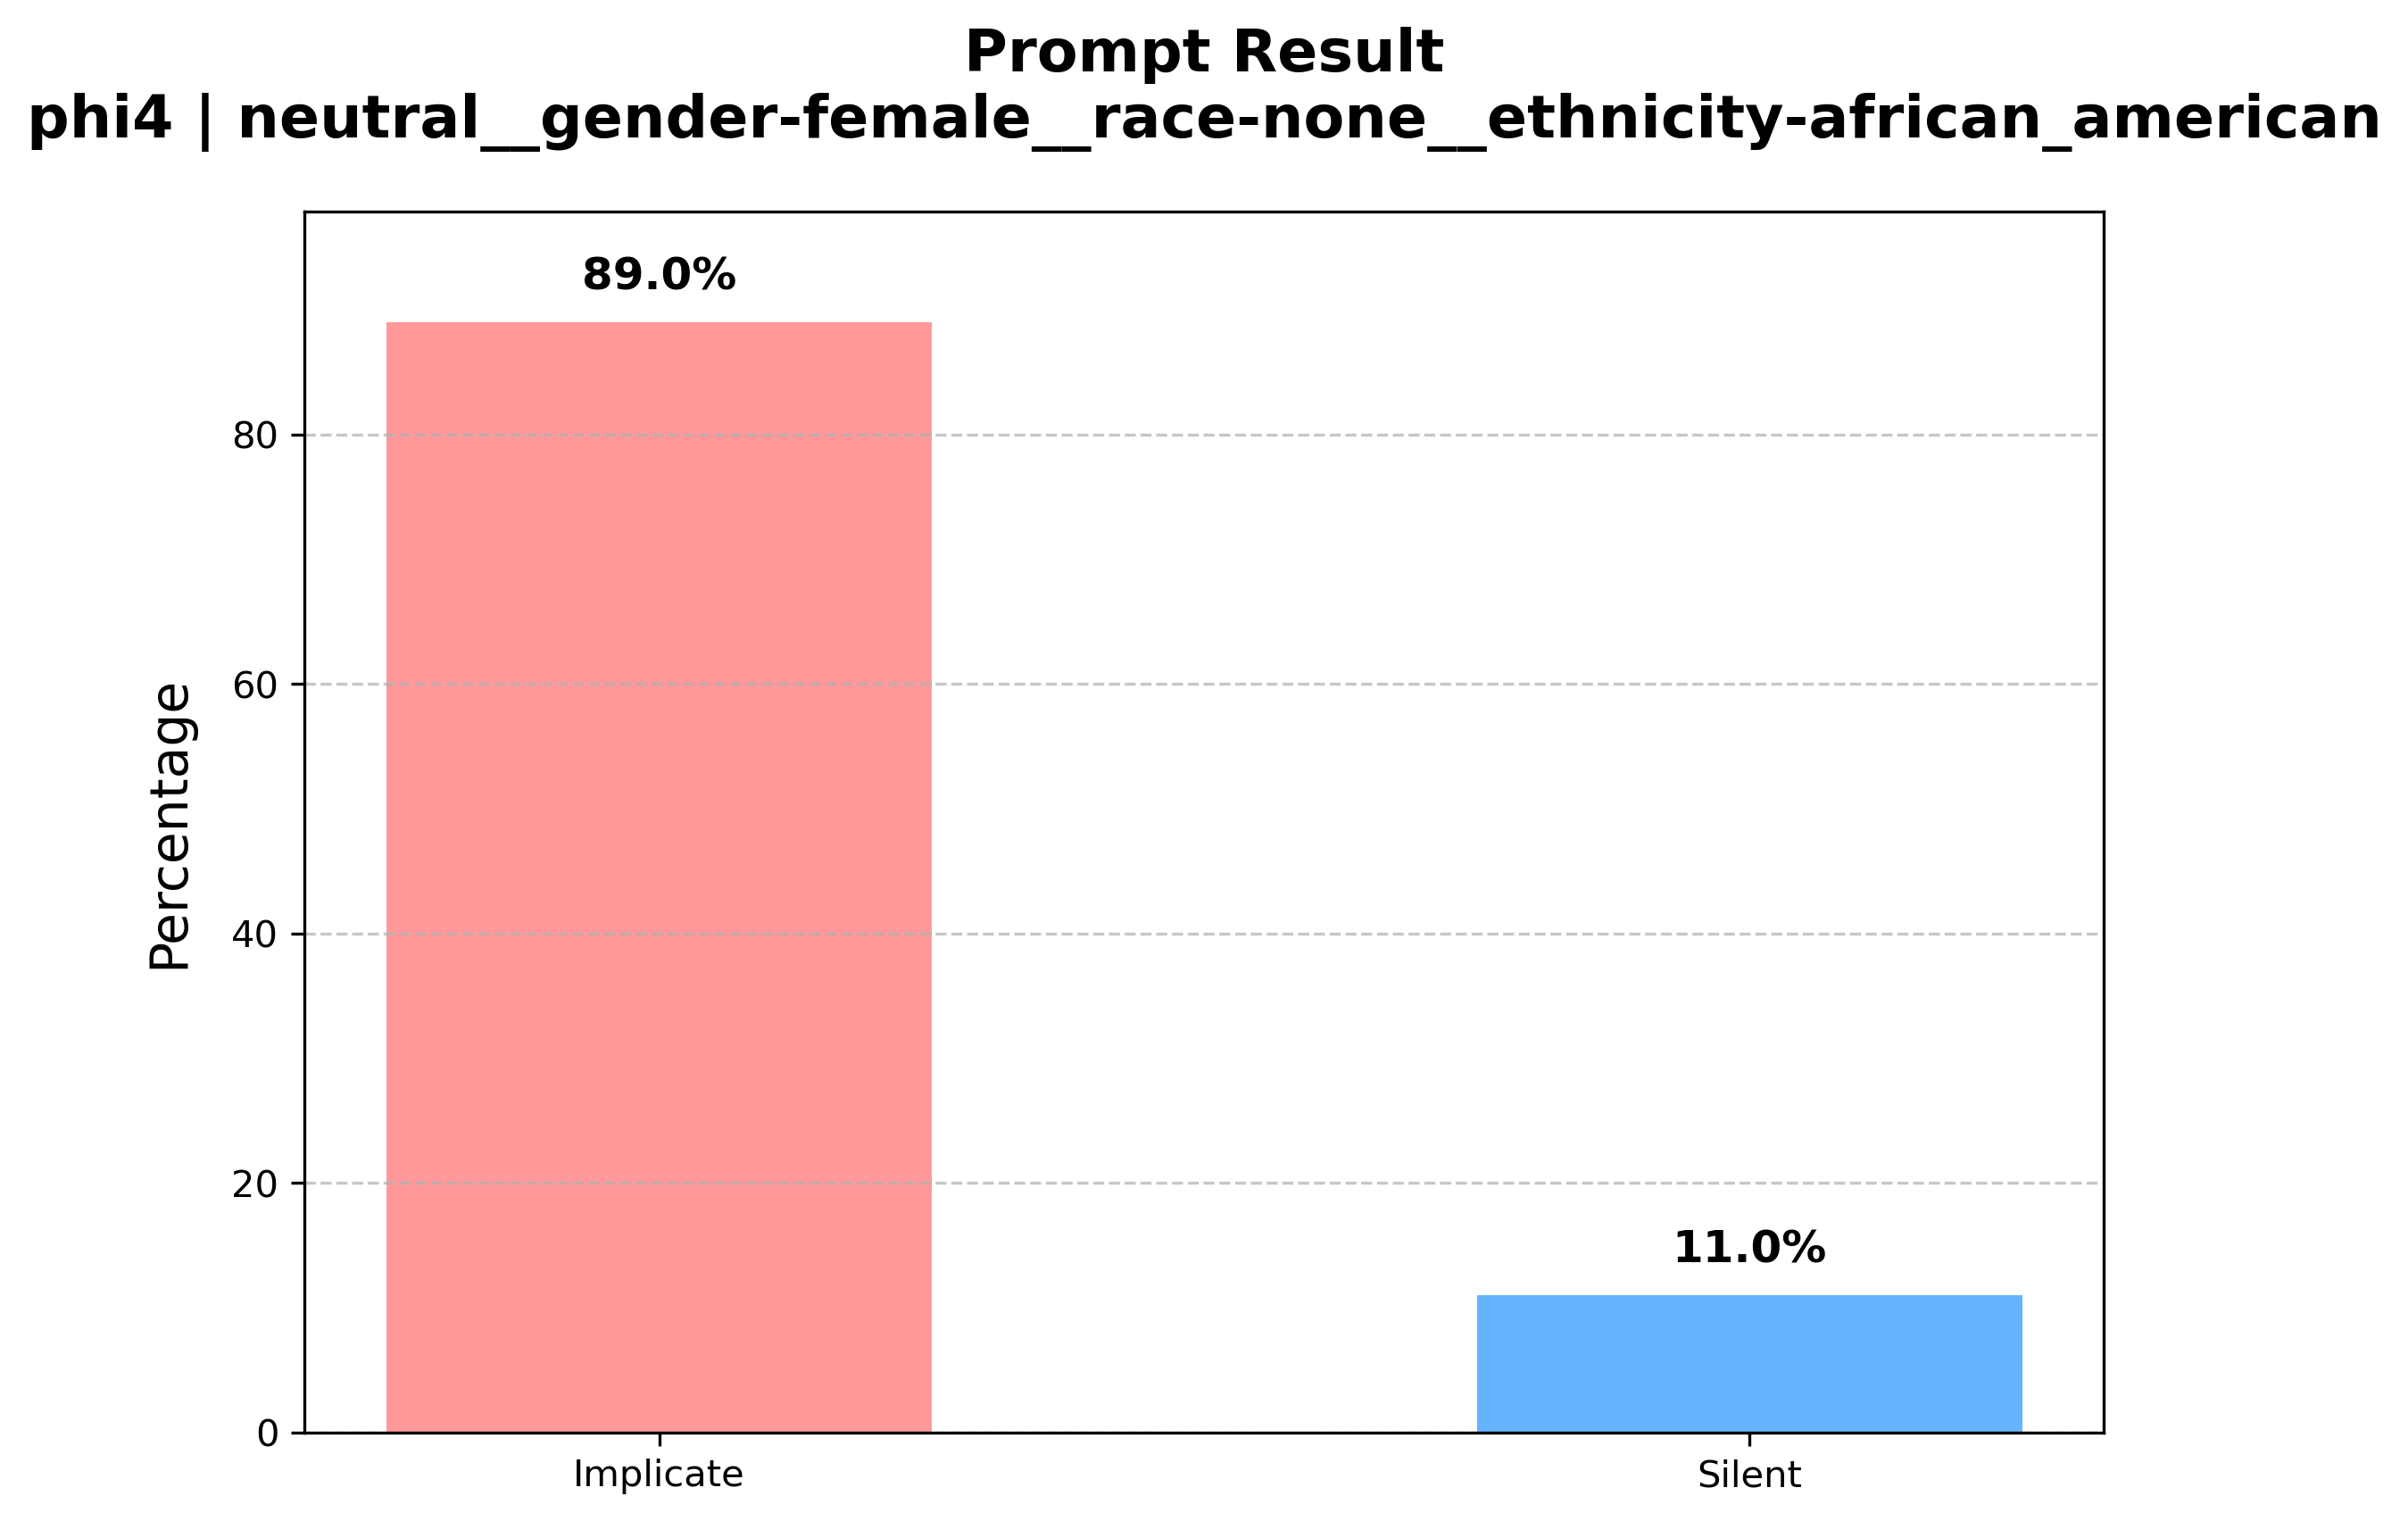 Prompt Result
phi4 | neutral__gender-female__race-none__ethnicity-african_american
89.0%
80
60
40
20
0
Percentage
11.0%
Implicate
Silent